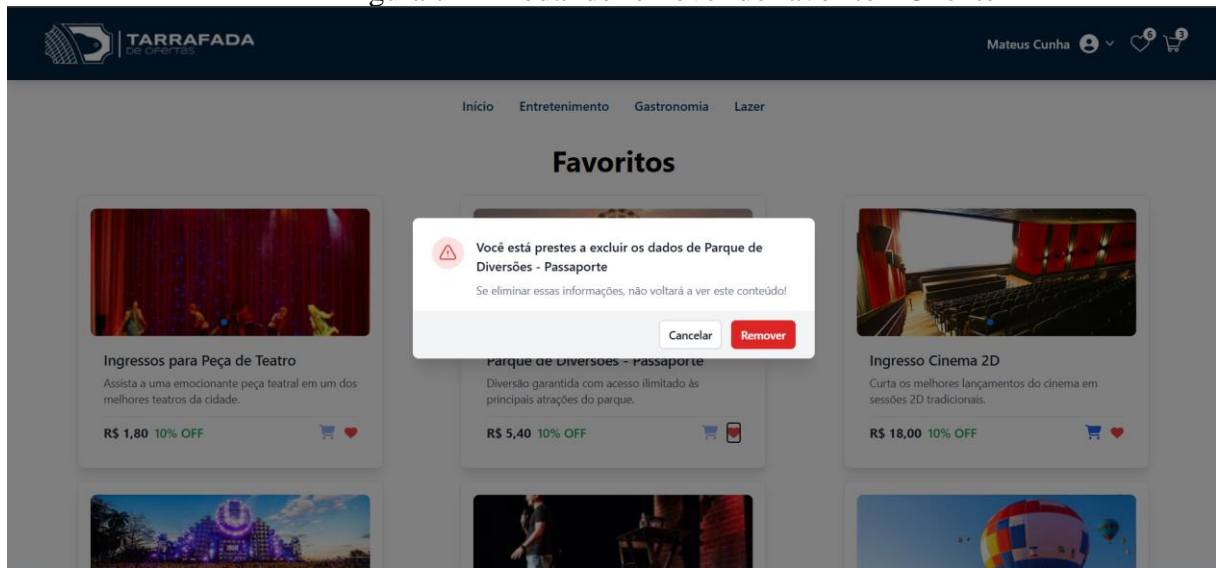 TARRAFADA
DE OFERTAS
Mateus Cunha
6
3
Início Entretenimento Gastronomia Lazer
Favoritos
Você está prestes a excluir os dados de Parque de
Diversões - Passaporte
Se eliminar essas informações, não voltará a ver este conteúdo!
Cancelar Remover
Ingressos para Peça de Teatro
Assista a uma emocionante peça teatral em um dos
melhores teatros da cidade.
R$ 1,80 10% OFF
Parque de Diversões - Passaporte
Diversão garantida com acesso ilimitado às
principais atrações do parque.
R$ 5,40 10% OFF
Ingresso Cinema 2D
Curta os melhores lançamentos do cinema em
sessões 2D tradicionais.
R$ 18,00 10% OFF